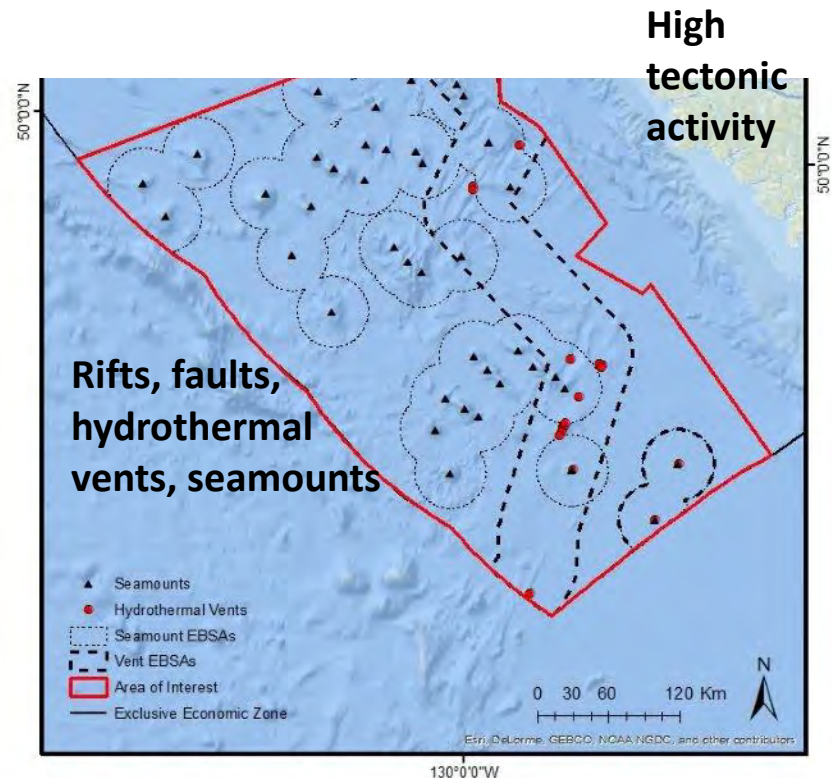 High
tectonic
activity
50°0'0"N
50°0'0"N
Rifts, faults,
hydrothermal
vents, seamounts
Seamounts
Hydrothermal Vents
Seamount EBSAs
Vent EBSAs
Area of Interest
Exclusive Economic Zone
N
0 30 60 120 Km
Esri, DeLorme, GEBCO, NOAA NGDC, and other contributors
130°0'0"W